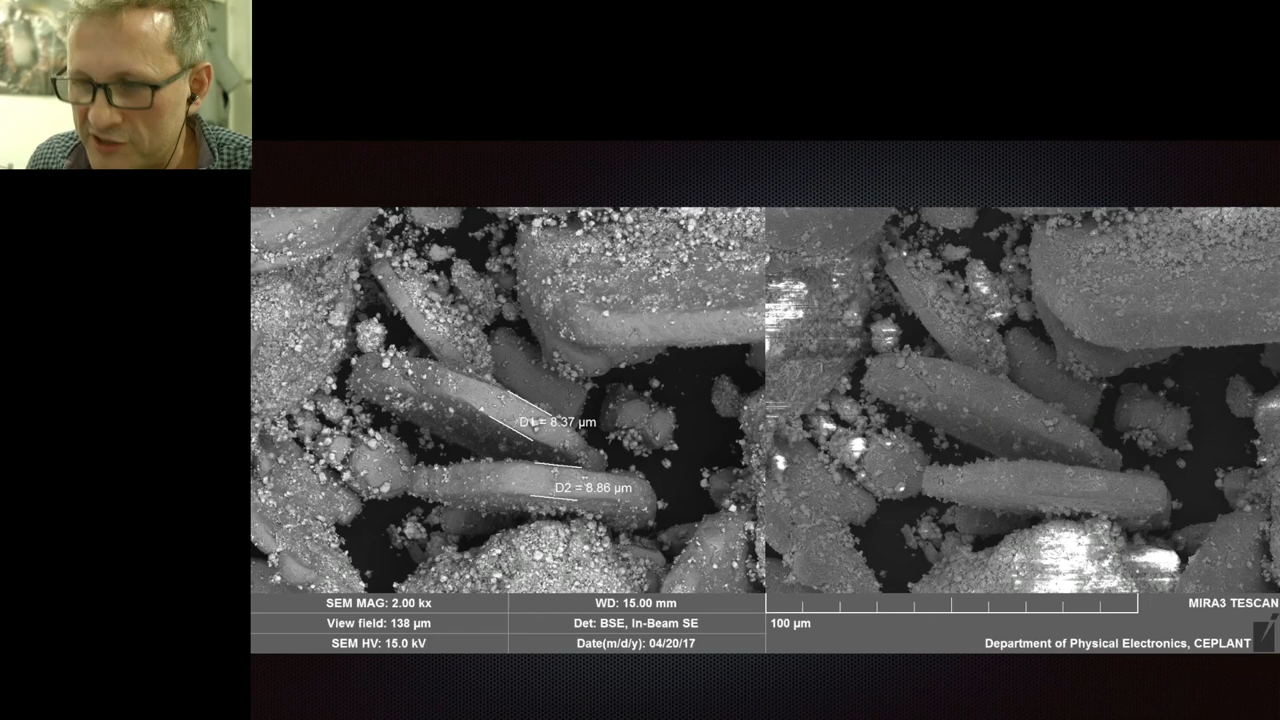 D1 = 8.37 µm
D2 = 8.86 µm
SEM MAG: 2.00 kx
WD: 15.00 mm
MIRA3 TESCAN
View field: 138 µm
Det: BSE, In-Beam SE
100 µm
SEM HV: 15.0 kV
Date(m/d/y): 04/20/17
Department of Physical Electronics, CEPLANT